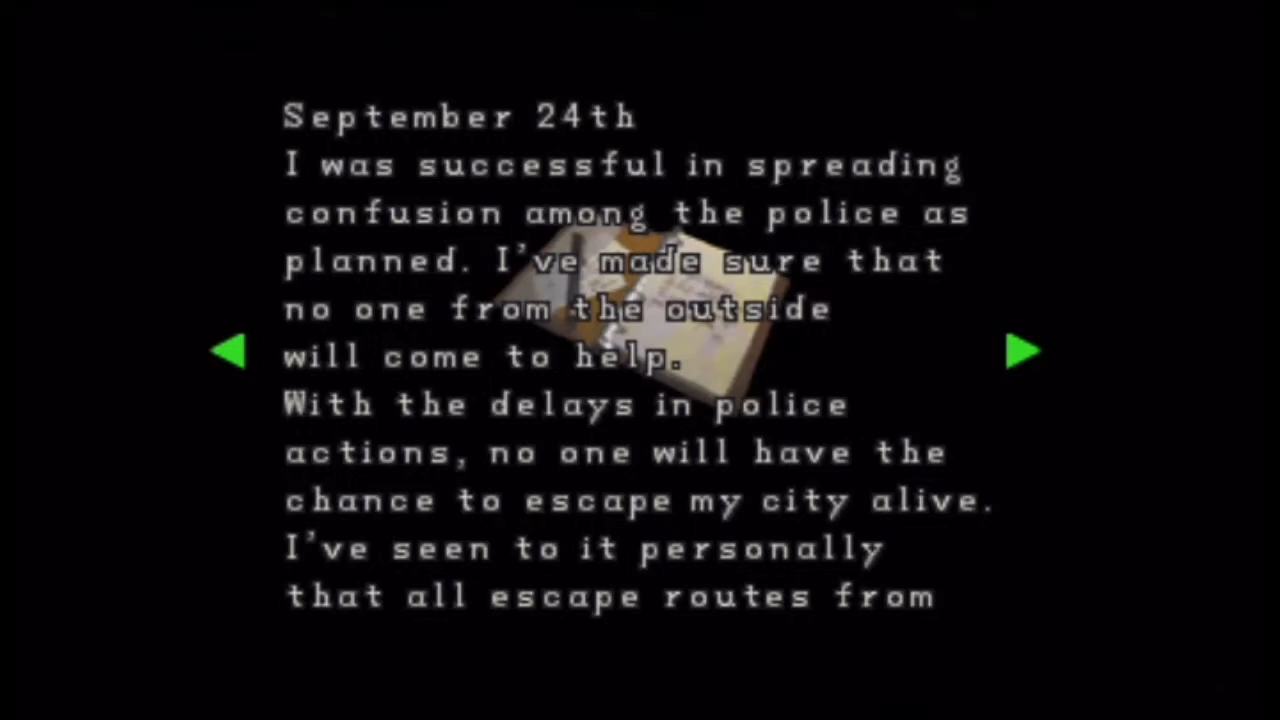 September 24th
I was successful in spreading
confusion among the police as
planned. I've made sure that
no one from the outside
will come to help.
With the delays in police
actions, no one will have the
chance to escape my city alive.
I've seen to it personally
that all escape routes from